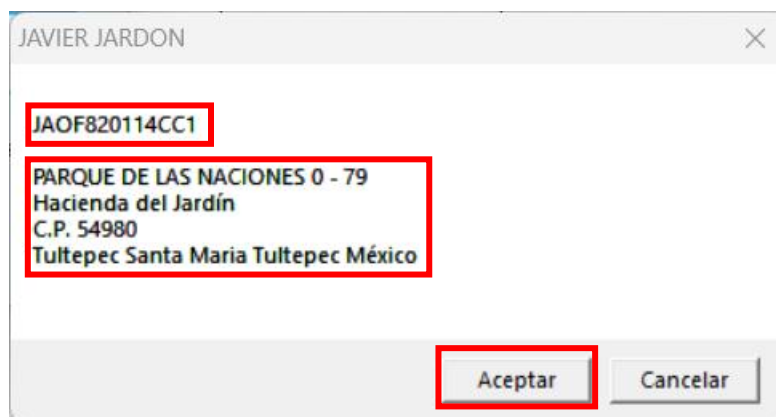 JAVIER JARDON
JAOF820114CC1
PARQUE DE LAS NACIONES 0 - 79
Hacienda del Jardín
C.P. 54980
Tultepec Santa Maria Tultepec México
Aceptar
Cancelar